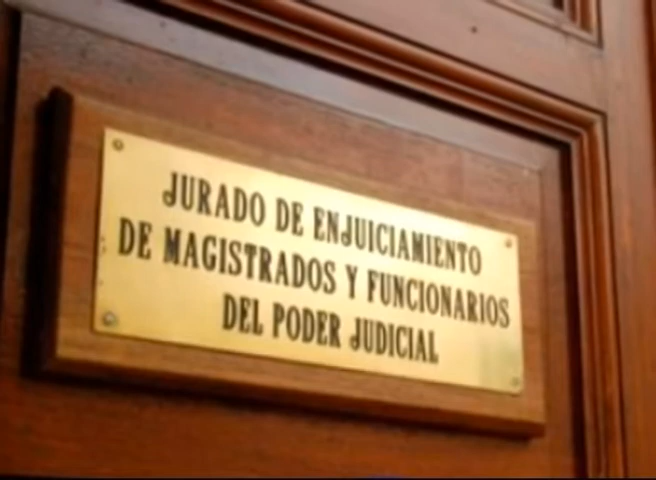 JURADO DE ENJUICIAMIENTO
DE MAGISTRADOS Y FUNCIONARIOS
DEL PODER JUDICIAL